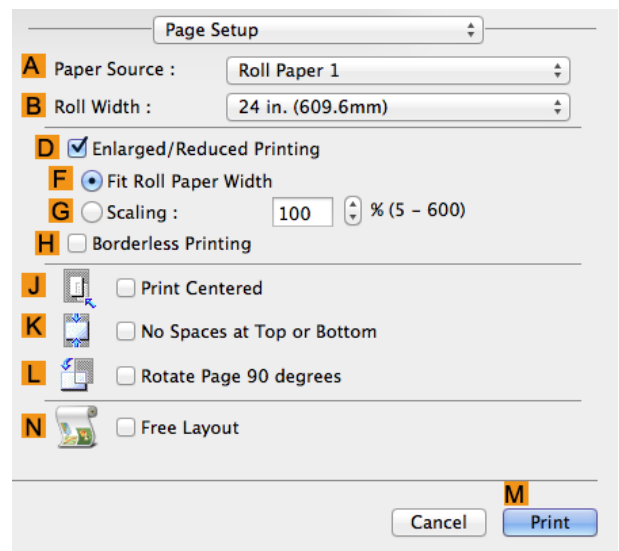 Page Setup
A Paper Source : Roll Paper 1
B Roll Width : 24 in. (609.6mm)
D Enlarged/Reduced Printing
F Fit Roll Paper Width
G Scaling : 100 % (5 – 600)
H Borderless Printing
J Print Centered
K No Spaces at Top or Bottom
L Rotate Page 90 degrees
N Free Layout
M
Cancel Print